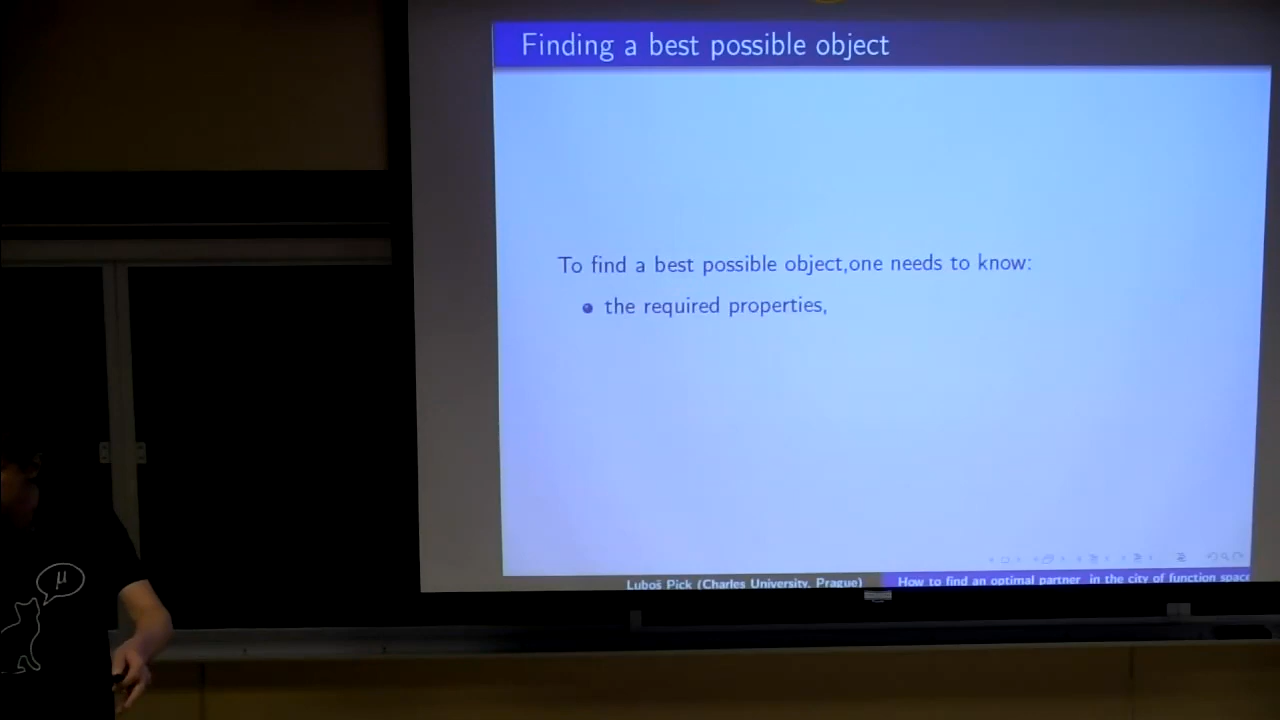 Finding a best possible object
To find a best possible object,one needs to know:
the required properties,
Luboš Pick (Charles University, Prague)
How to find an optimal partner in the city of function space
μ